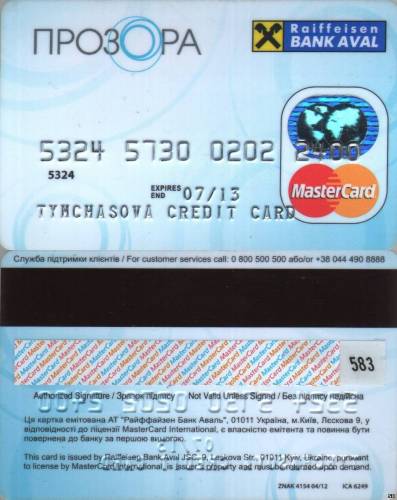 ПРОЗОРА
Raiffeisen
BANK AVAL
5324 5730 0202
5324
EXPIRES
END 07/13
MasterCard
TYMCHASOVA CREDIT CARD
Служба підтримки клієнтів / For customer services call: 0 800 500 500 або/or +38 044 490 8888
583
Authorized Signature / Зразок підпису Not Valid Unless Signed / Без підпису недійсна
Ця картка емітована АТ "Райффайзен Банк Аваль", 01011 Україна, м.Київ, Лєскова 9, у
відповідності до ліцензії MasterCard International, є власністю емітента та повинна бути
повернена до банку за першою вимогою.
This card is issued by Raiffeisen Bank Aval JSC, 9, Leskova Str., 01011 Kyiv, Ukraine, pursuant
to license by MasterCard International, is issuer's property and must be returned upon demand.
ZNAK 4154 04/12 ICA 6249